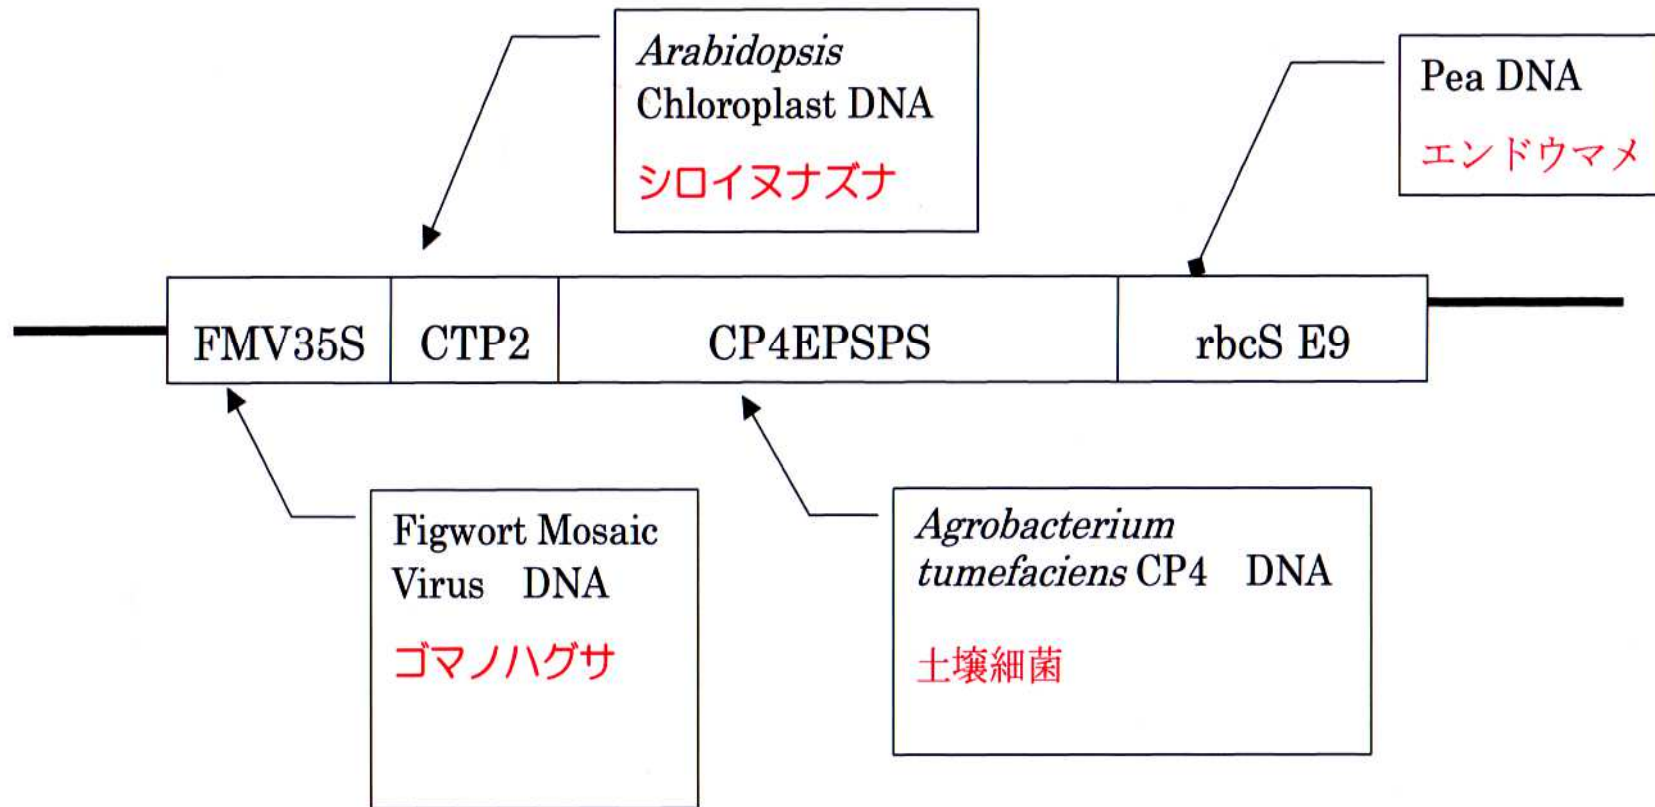 Arabidopsis
Chloroplast DNA
シロイヌナズナ
Pea DNA
エンドウマメ
FMV35S
CTP2
CP4EPSPS
rbcS E9
Figwort Mosaic
Virus DNA
ゴマノハグサ
Agrobacterium
tumefaciens CP4 DNA
土壌細菌